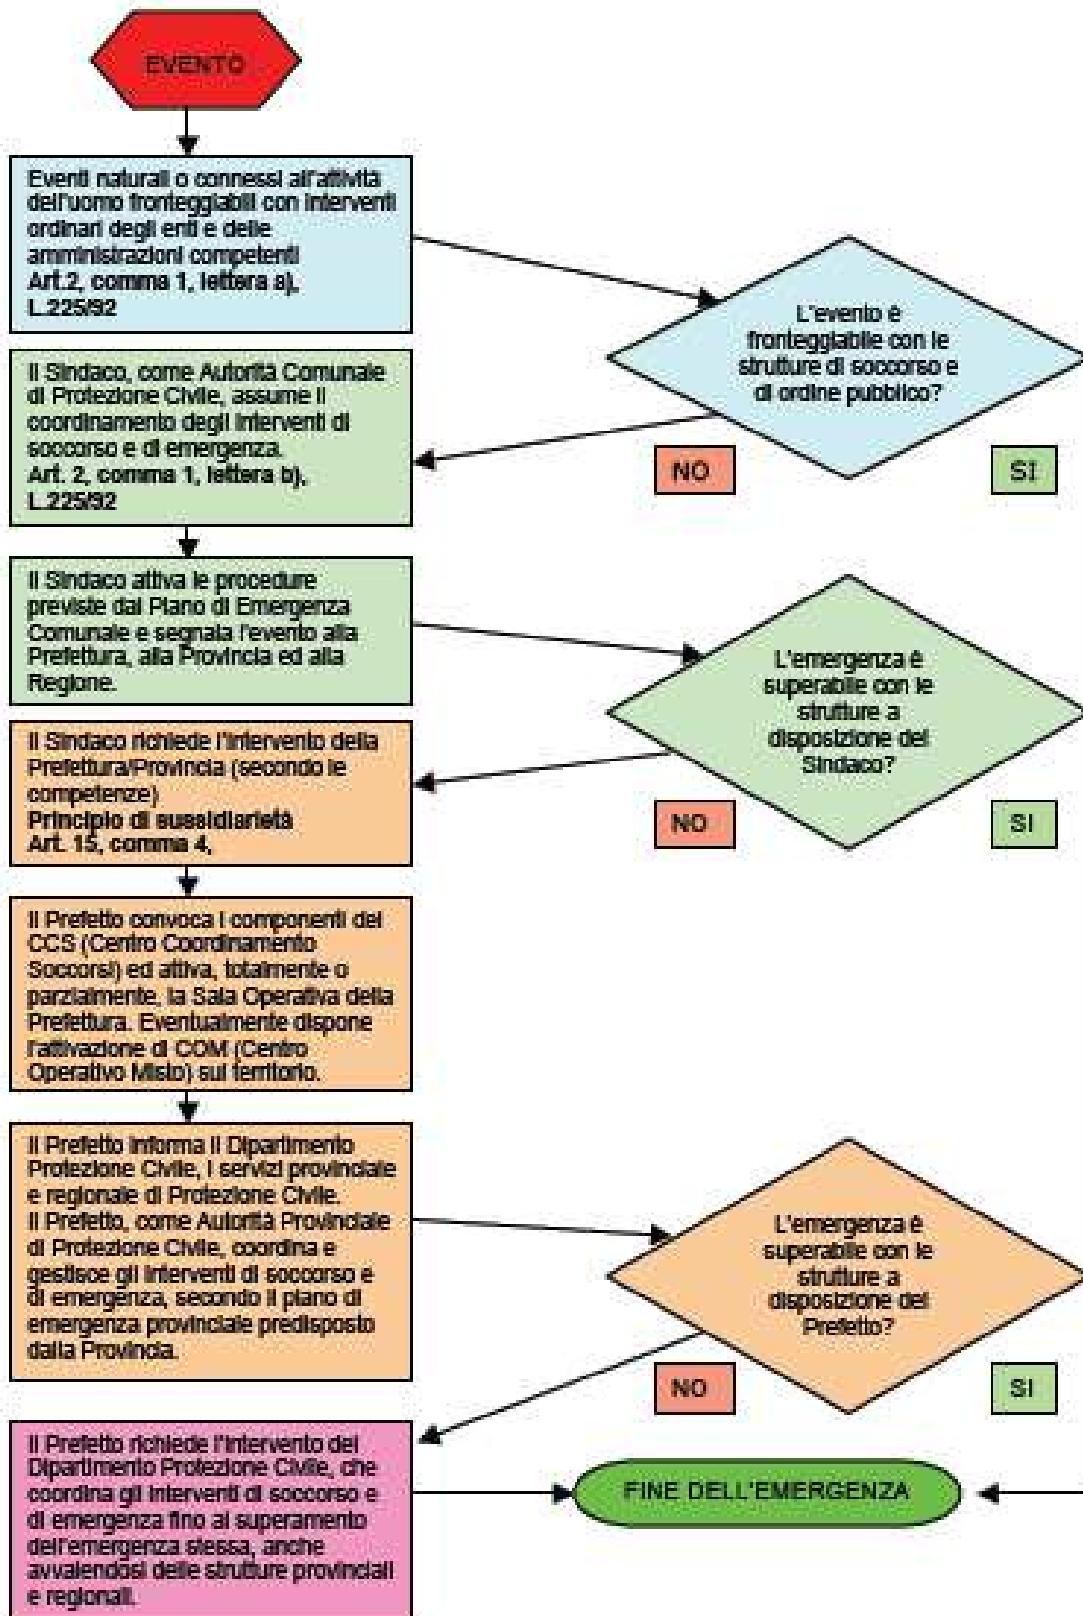 EVENTO
Eventi naturali o connessi all'attività
dell'uomo fronteggiabili con interventi
ordinari degli enti e delle
amministrazioni competenti
Art.2, comma 1, lettera a),
L.225/92
L'evento è
fronteggiabile con le
strutture di soccorso e
di ordine pubblico?
NO
SI
Il Sindaco, come Autorità Comunale
di Protezione Civile, assume il
coordinamento degli interventi di
soccorso e di emergenza.
Art. 2, comma 1, lettera b),
L.225/92
Il Sindaco attiva le procedure
previste dal Piano di Emergenza
Comunale e segnala l'evento alla
Prefettura, alla Provincia ed alla
Regione.
L'emergenza è
superabile con le
strutture a
disposizione del
Sindaco?
NO
SI
Il Sindaco richiede l'intervento della
Prefettura/Provincia (secondo le
competenze)
Principio di sussidiarietà
Art. 15, comma 4,
Il Prefetto convoca i componenti del
CCS (Centro Coordinamento
Soccorsi) ed attiva, totalmente o
parzialmente, la Sala Operativa della
Prefettura. Eventualmente dispone
l'attivazione di COM (Centro
Operativo Misto) sul territorio.
Il Prefetto informa il Dipartimento
Protezione Civile, i servizi provinciale
e regionale di Protezione Civile.
Il Prefetto, come Autorità Provinciale
di Protezione Civile, coordina e
gestisce gli interventi di soccorso e
di emergenza, secondo il piano di
emergenza provinciale predisposto
dalla Provincia.
L'emergenza è
superabile con le
strutture a
disposizione del
Prefetto?
NO
SI
Il Prefetto richiede l'intervento del
Dipartimento Protezione Civile, che
coordina gli interventi di soccorso e
di emergenza fino al superamento
dell'emergenza stessa, anche
avvalendosi delle strutture provinciali
e regionali.
FINE DELL'EMERGENZA